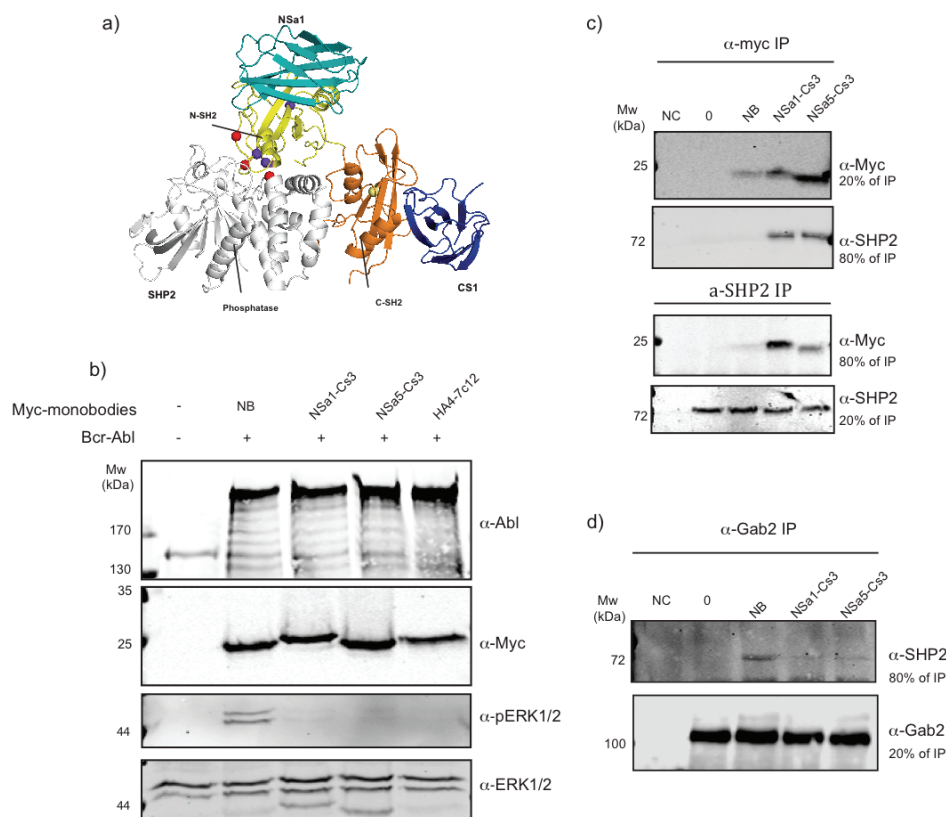 a)
NSa1
N-SH2
SHP2
Phosphatase
C-SH2
CS1
b)
Myc-monobodies - NB NSa1-Cs3 NSa5-Cs3 HA4-7c12
Bcr-Abl - + + + +
Mw
(kDa)
170
130
α-Abl
35
25
α-Myc
44
α-pERK1/2
44
α-ERK1/2
c)
α-myc IP
Mw
(kDa)
NC 0 NB NSa1-Cs3 NSa5-Cs3
25
α-Myc
20% of IP
72
α-SHP2
80% of IP
a-SHP2 IP
25
α-Myc
80% of IP
72
α-SHP2
20% of IP
d)
α-Gab2 IP
Mw
(kDa)
NC 0 NB NSa1-Cs3 NSa5-Cs3
72
α-SHP2
80% of IP
100
α-Gab2
20% of IP